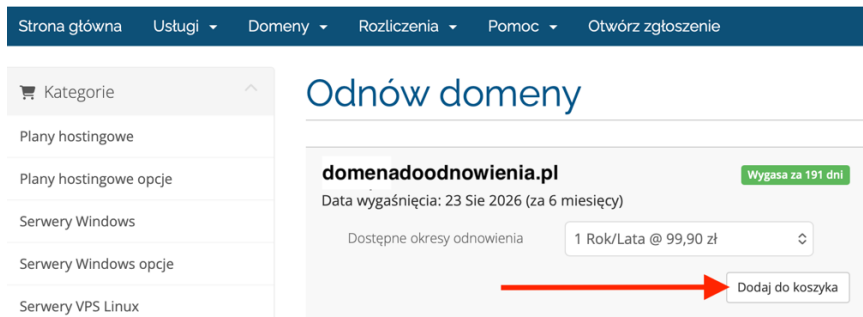 Strona główna Usługi Domeny Rozliczenia Pomoc Otwórz zgłoszenie
Kategorie
Plany hostingowe
Plany hostingowe opcje
Serwery Windows
Serwery Windows opcje
Serwery VPS Linux
Odnów domeny
domenadoodnowienia.pl
Wygasa za 191 dni
Data wygaśnięcia: 23 Sie 2026 (za 6 miesięcy)
Dostępne okresy odnowienia 1 Rok/Lata @ 99,90 zł
Dodaj do koszyka